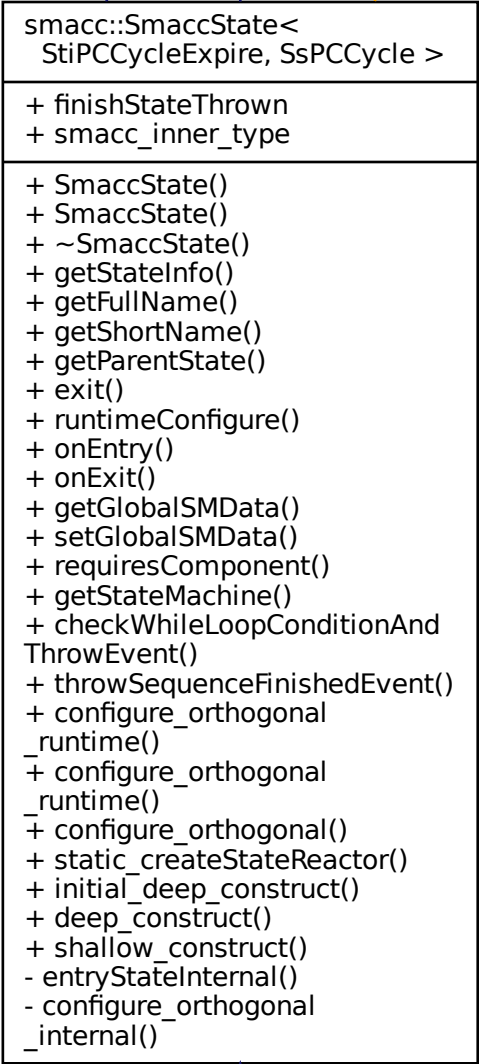 smacc::SmaccState<
StiPCCycleExpire, SsPCCycle >
+ finishStateThrown
+ smacc_inner_type
+ SmaccState()
+ SmaccState()
+ ~SmaccState()
+ getStateInfo()
+ getFullName()
+ getShortName()
+ getParentState()
+ exit()
+ runtimeConfigure()
+ onEntry()
+ onExit()
+ getGlobalSMData()
+ setGlobalSMData()
+ requiresComponent()
+ getStateMachine()
+ checkWhileLoopConditionAnd
ThrowEvent()
+ throwSequenceFinishedEvent()
+ configure_orthogonal
_runtime()
+ configure_orthogonal
_runtime()
+ configure_orthogonal()
+ static_createStateReactor()
+ initial_deep_construct()
+ deep_construct()
+ shallow_construct()
- entryStateInternal()
- configure_orthogonal
_internal()